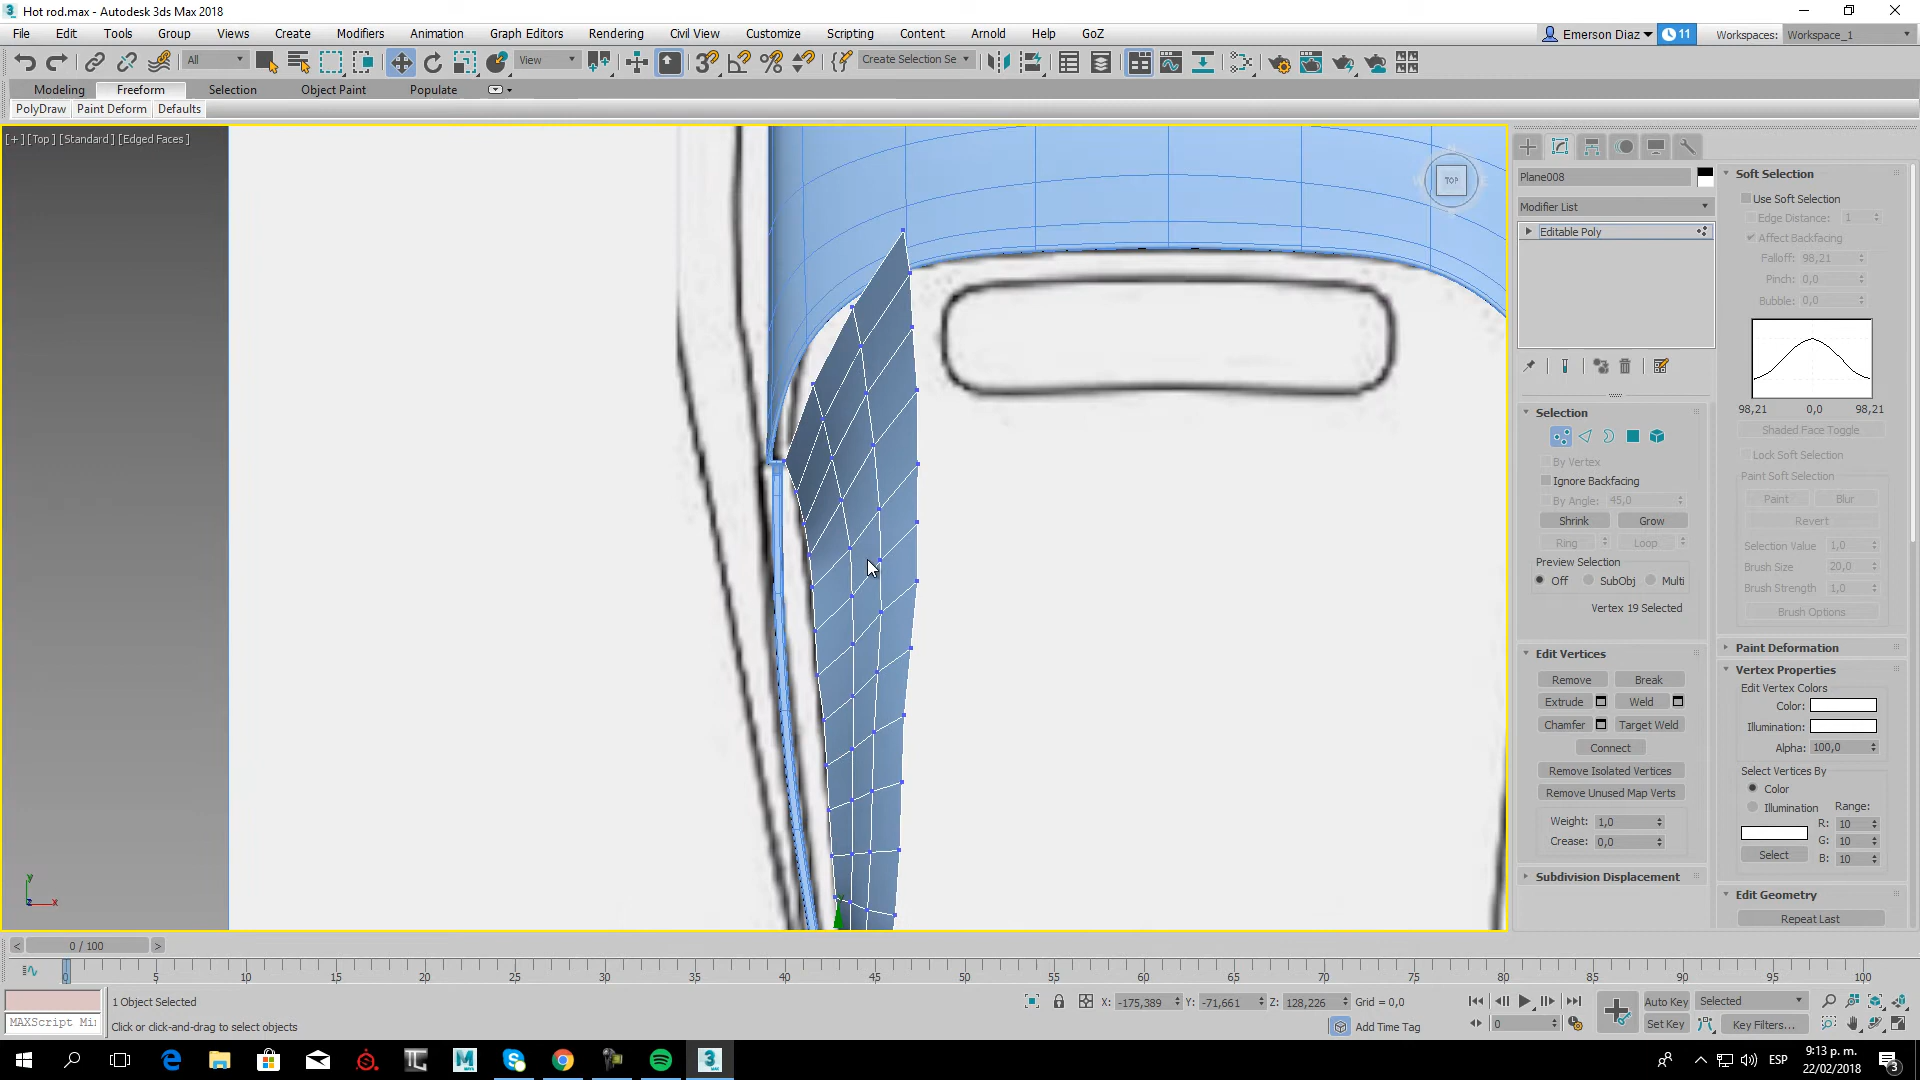 Hot rod.max - Autodesk 3ds Max 2018
File Edit Tools Group Views Create Modifiers Animation Graph Editors Rendering Civil View Customize Scripting Content Arnold Help GoZ
Emerson Diaz 11 Workspaces: Workspace_1
All View Create Selection Se
Modeling Freeform Selection Object Paint Populate
PolyDraw Paint Deform Defaults
[+] [Top] [Standard] [Edged Faces]
TOP
Plane008
Modifier List
Editable Poly
Selection
By Vertex
Ignore Backfacing
By Angle: 45,0
Shrink Grow
Ring Loop
Preview Selection
Off SubObj Multi
Vertex 19 Selected
Edit Vertices
Remove Break
Extrude Weld
Chamfer Target Weld
Connect
Remove Isolated Vertices
Remove Unused Map Verts
Weight: 1,0
Crease: 0,0
Subdivision Displacement
Soft Selection
Use Soft Selection
Edge Distance: 1
Affect Backfacing
Falloff: 98,21
Pinch: 0,0
Bubble: 0,0
98,21 0,0 98,21
Shaded Face Toggle
Lock Soft Selection
Paint Soft Selection
Paint Blur
Revert
Selection Value 1,0
Brush Size 20,0
Brush Strength 1,0
Brush Options
Paint Deformation
Vertex Properties
Edit Vertex Colors
Color:
Illumination:
Alpha: 100,0
Select Vertices By
Color
Illumination Range:
R: 10
G: 10
Select B: 10
Edit Geometry
Repeat Last
y
z x
< 0 / 100 >
0 5 10 15 20 25 30 35 40 45 50 55 60 65 70 75 80 85 90 95 100
MAXScript Mi
1 Object Selected
Click or click-and-drag to select objects
X: -175,389 Y: -71,661 Z: 128,226 Grid = 0,0
Add Time Tag
0
Auto Key Selected
Set Key Key Filters...
ESP
9:13 p. m.
22/02/2018
3